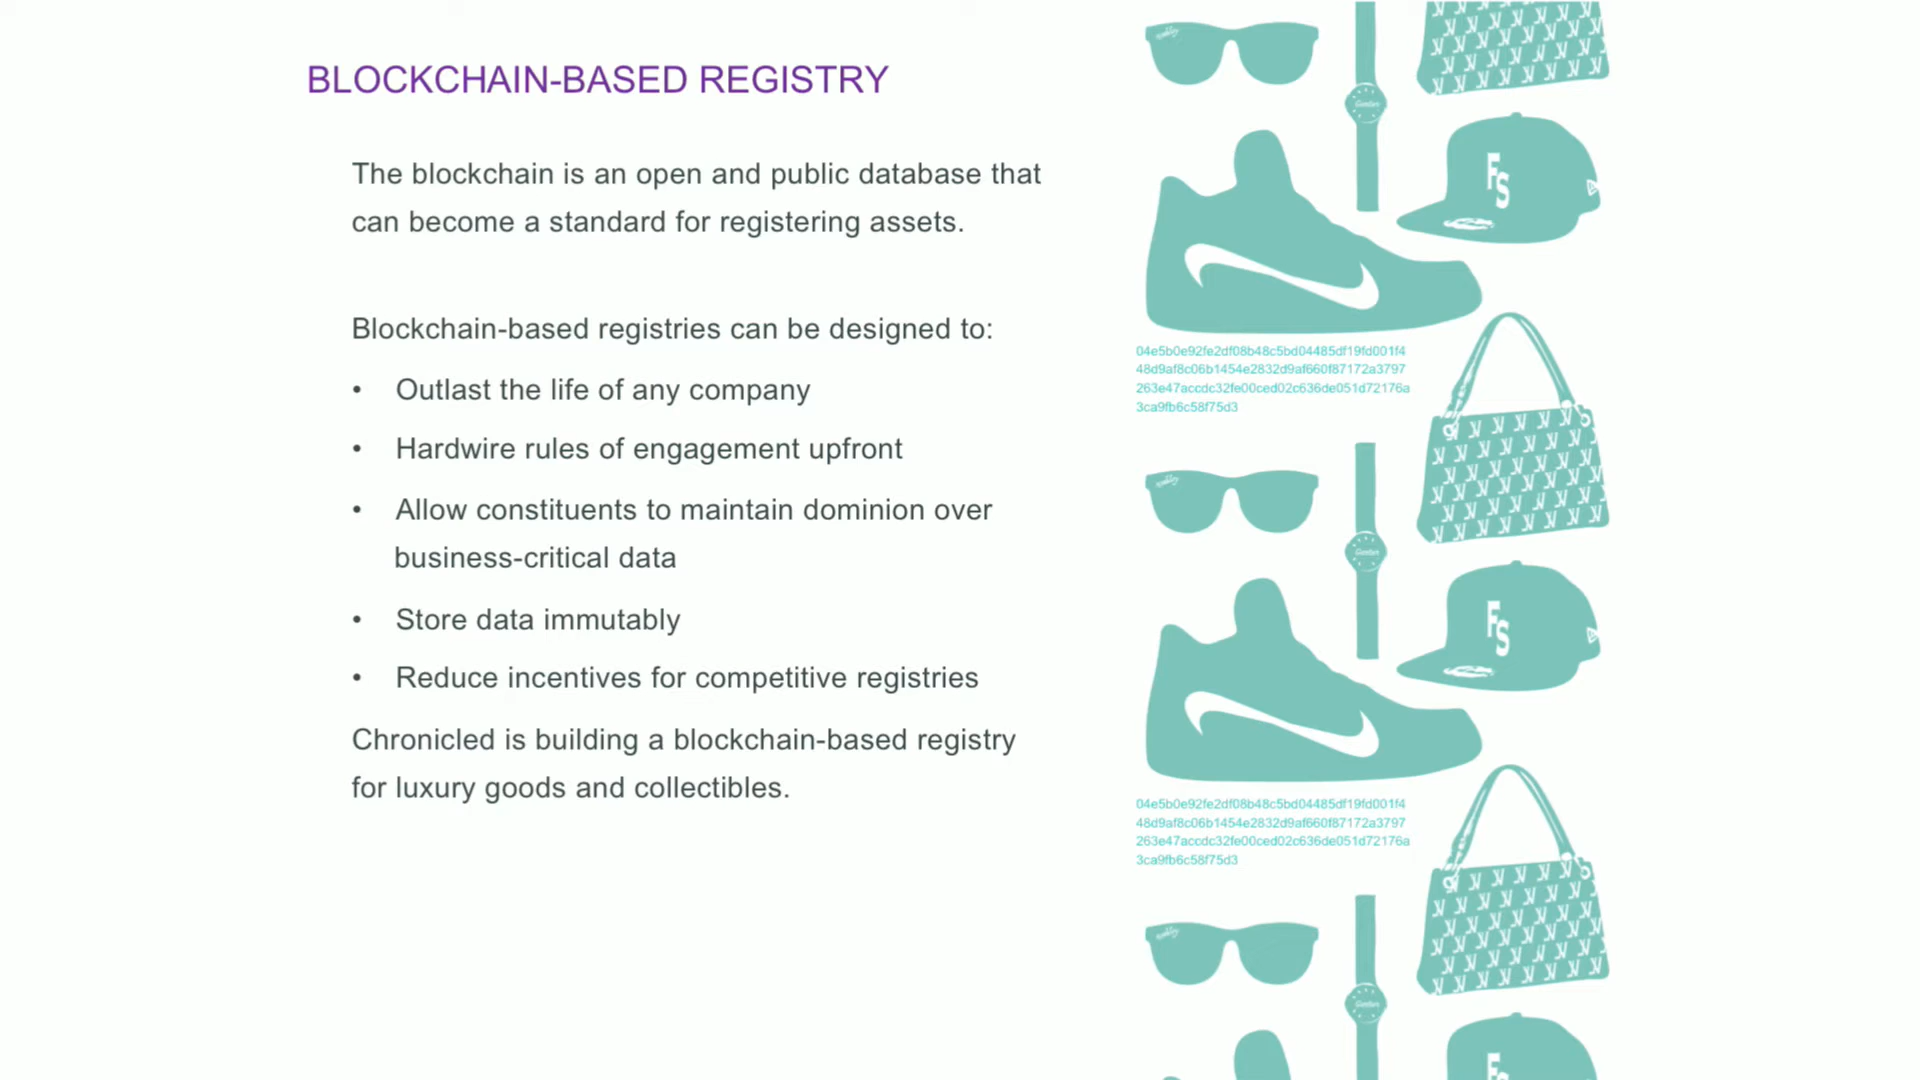 BLOCKCHAIN-BASED REGISTRY
The blockchain is an open and public database that
can become a standard for registering assets.
Blockchain-based registries can be designed to:
• Outlast the life of any company
• Hardwire rules of engagement upfront
• Allow constituents to maintain dominion over
business-critical data
• Store data immutably
• Reduce incentives for competitive registries
Chronicled is building a blockchain-based registry
for luxury goods and collectibles.
FS
04e5b0e92fe2df08b48c5bd04485df19fd001f4
48d9af8c06b1454e2832d9af660f87172a3797
263e47accdc32fe00ced02c636de051d72176a
3ca9fb6c58f75d3
FS
04e5b0e92fe2df08b48c5bd04485df19fd001f4
48d9af8c06b1454e2832d9af660f87172a3797
263e47accdc32fe00ced02c636de051d72176a
3ca9fb6c58f75d3